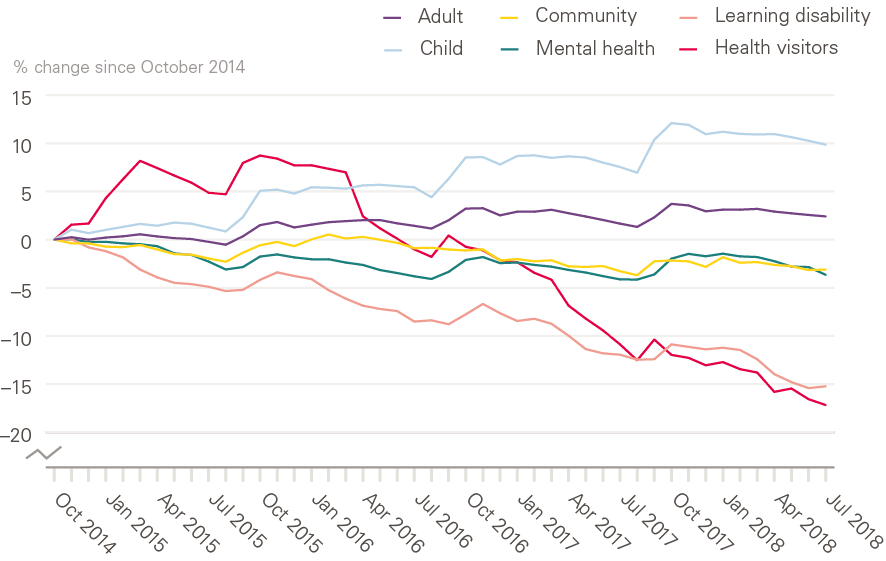 Adult Community Learning disability
Child Mental health Health visitors
% change since October 2014
15
10
5
0
–5
–10
–15
–20
Oct 2014 Jan 2015 Apr 2015 Jul 2015 Oct 2015 Jan 2016 Apr 2016 Jul 2016 Oct 2016 Jan 2017 Apr 2017 Jul 2017 Oct 2017 Jan 2018 Apr 2018 Jul 2018